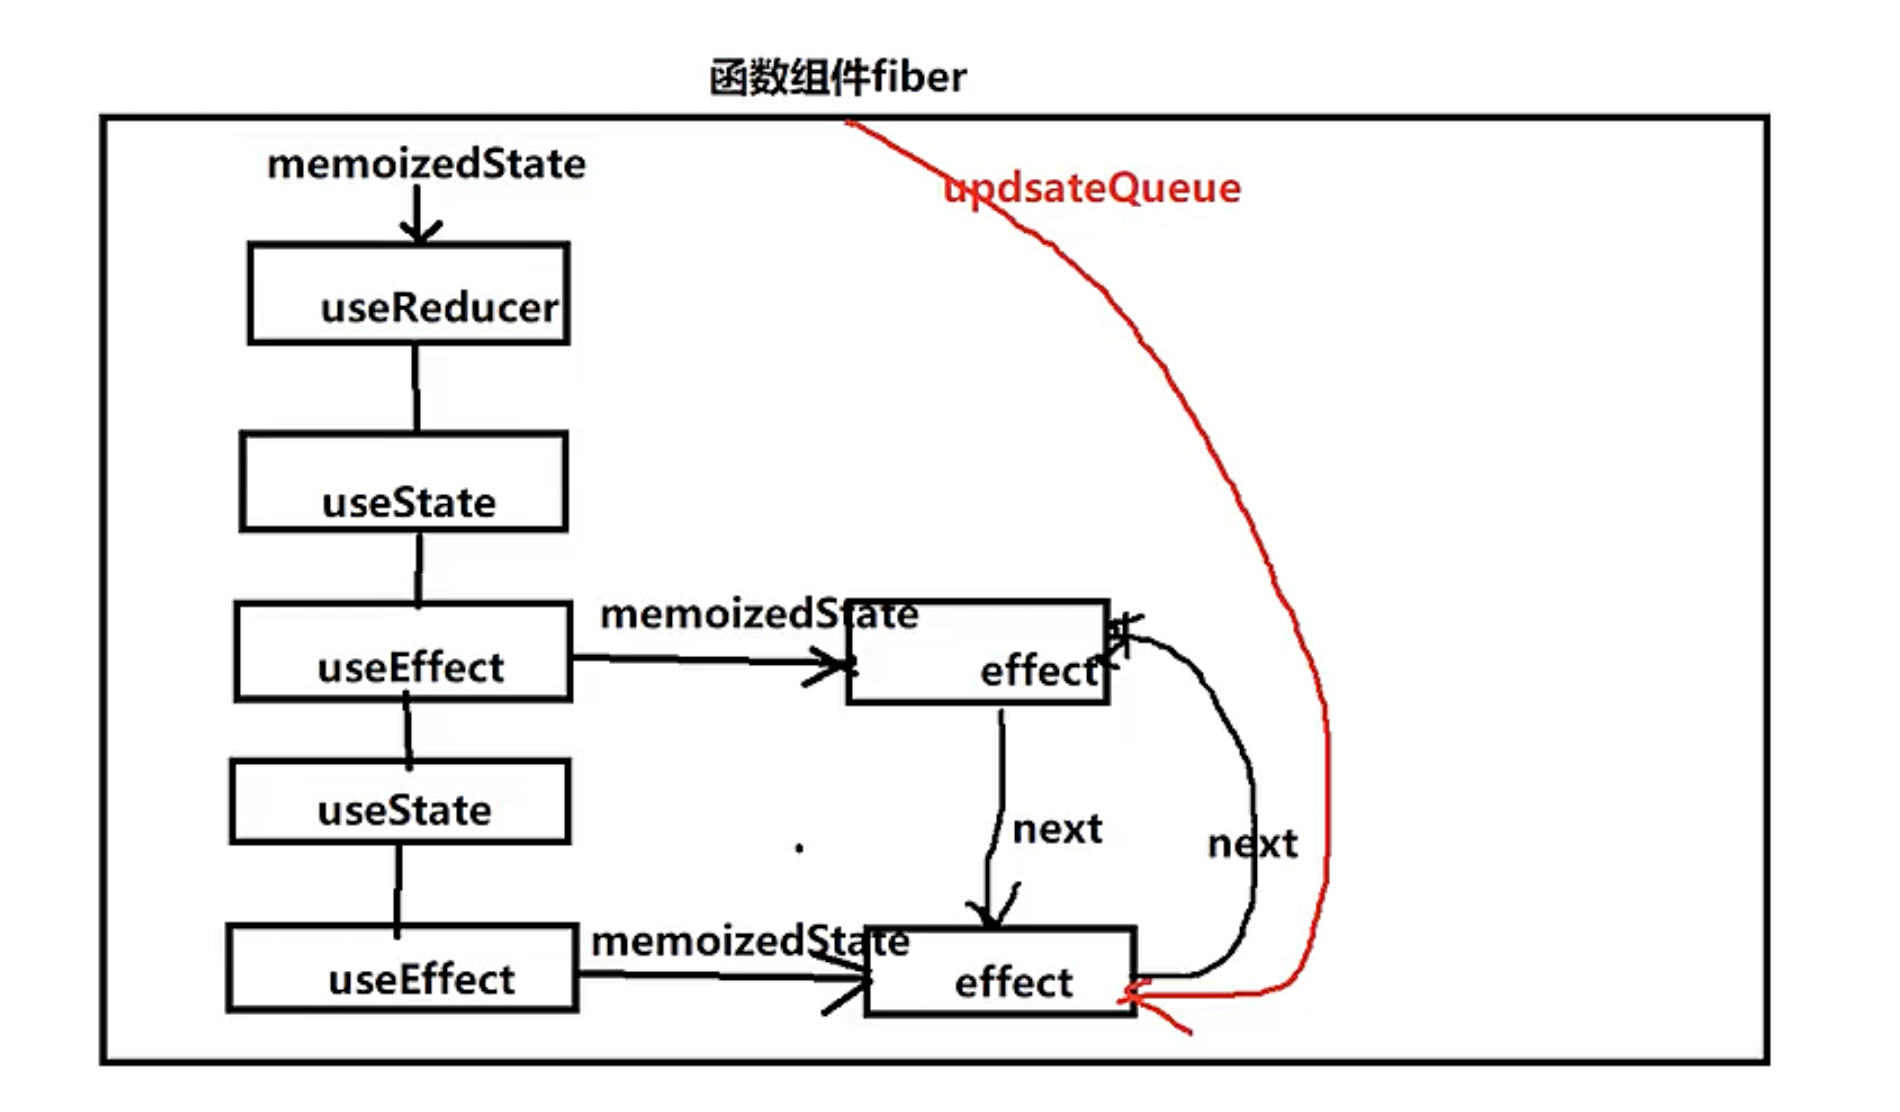 函数组件fiber
memoizedState
updsateQueue
useReducer
useState
memoizedState
useEffect
effect
useState
next
next
memoizedState
useEffect
effect